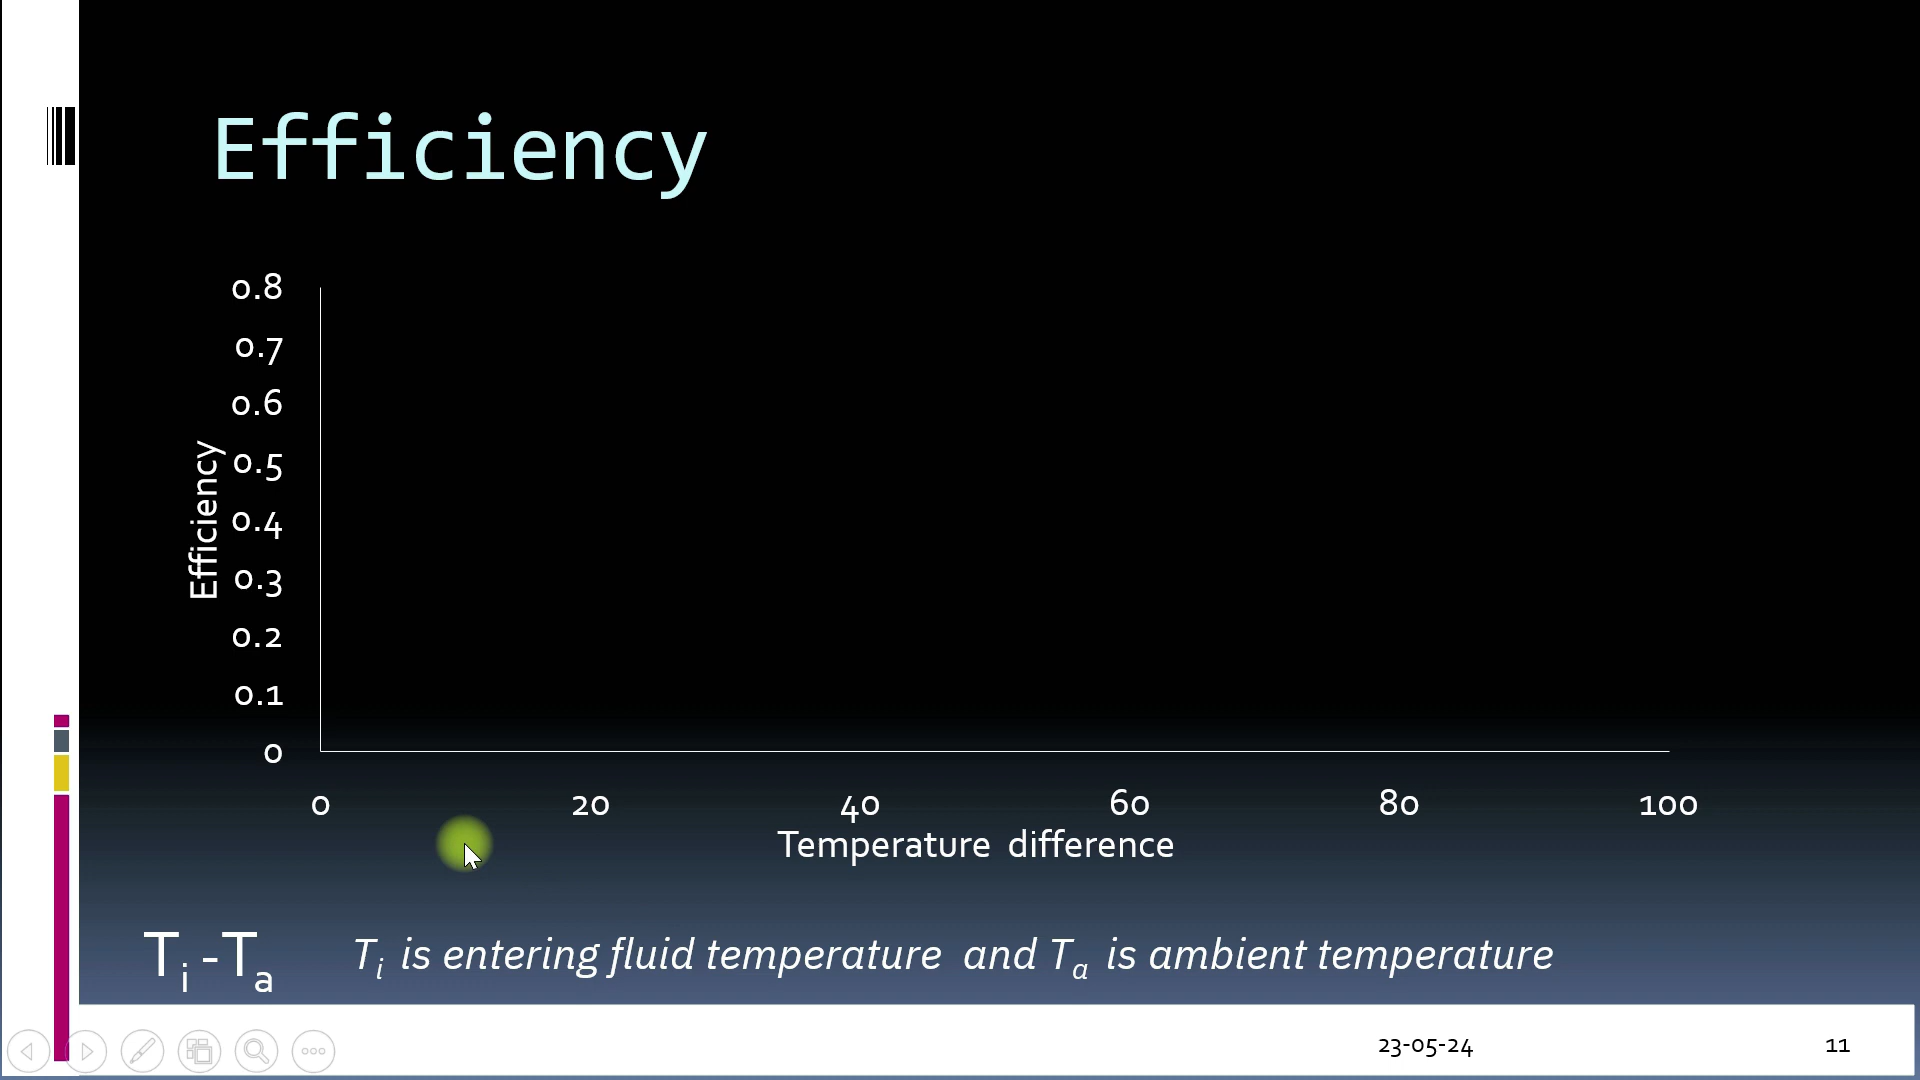 Efficiency
0.8
0.7
0.6
0.5
0.4
0.3
0.2
0.1
0
Efficiency
0 20 40 60 80 100
Temperature difference
Ti -Ta Ti is entering fluid temperature and Ta is ambient temperature
23-05-24 11